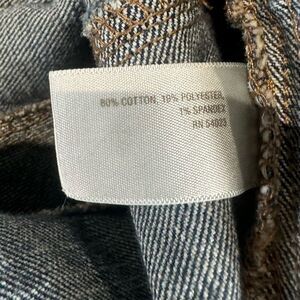 80% COTTON, 19% POLYESTER,
1% SPANDEX
RN 54023